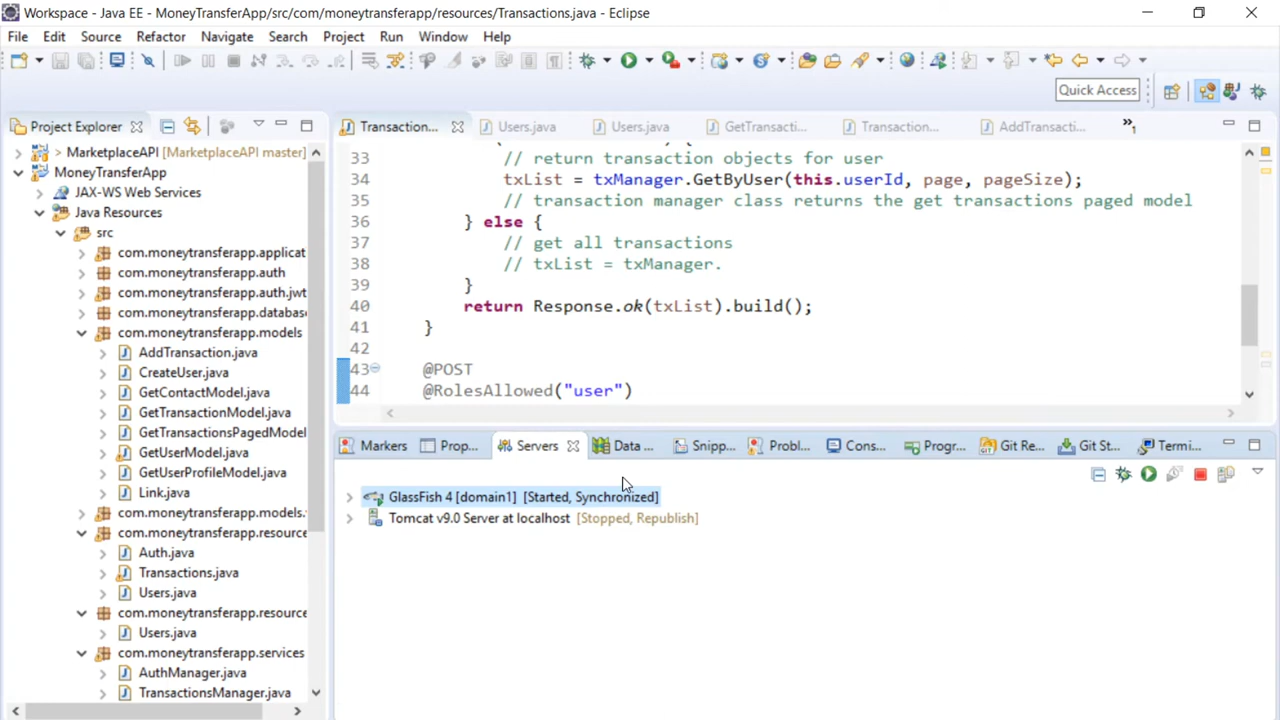 Workspace - Java EE - MoneyTransferApp/src/com/moneytransferapp/resources/Transactions.java - Eclipse
File Edit Source Refactor Navigate Search Project Run Window Help
Quick Access
Project Explorer
MarketplaceAPI [MarketplaceAPI master]
MoneyTransferApp
JAX-WS Web Services
Java Resources
src
com.moneytransferapp.applicat
com.moneytransferapp.auth
com.moneytransferapp.auth.jwt
com.moneytransferapp.databas
com.moneytransferapp.models
AddTransaction.java
CreateUser.java
GetContactModel.java
GetTransactionModel.java
GetTransactionsPagedModel
GetUserModel.java
GetUserProfileModel.java
Link.java
com.moneytransferapp.models.
com.moneytransferapp.resource
Auth.java
Transactions.java
Users.java
com.moneytransferapp.resource
Users.java
com.moneytransferapp.services
AuthManager.java
TransactionsManager.java
Transaction... Users.java Users.java GetTransacti... Transaction... AddTransacti... »1
33 // return transaction objects for user
34 txList = txManager.GetByUser(this.userId, page, pageSize);
35 // transaction manager class returns the get transactions paged model
36 } else {
37 // get all transactions
38 // txList = txManager.
39 }
40 return Response.ok(txList).build();
41 }
42
43 @POST
44 @RolesAllowed("user")
Markers Prop... Servers Data ... Snipp... Probl... Cons... Progr... Git Re... Git St... Termi...
GlassFish 4 [domain1] [Started, Synchronized]
Tomcat v9.0 Server at localhost [Stopped, Republish]